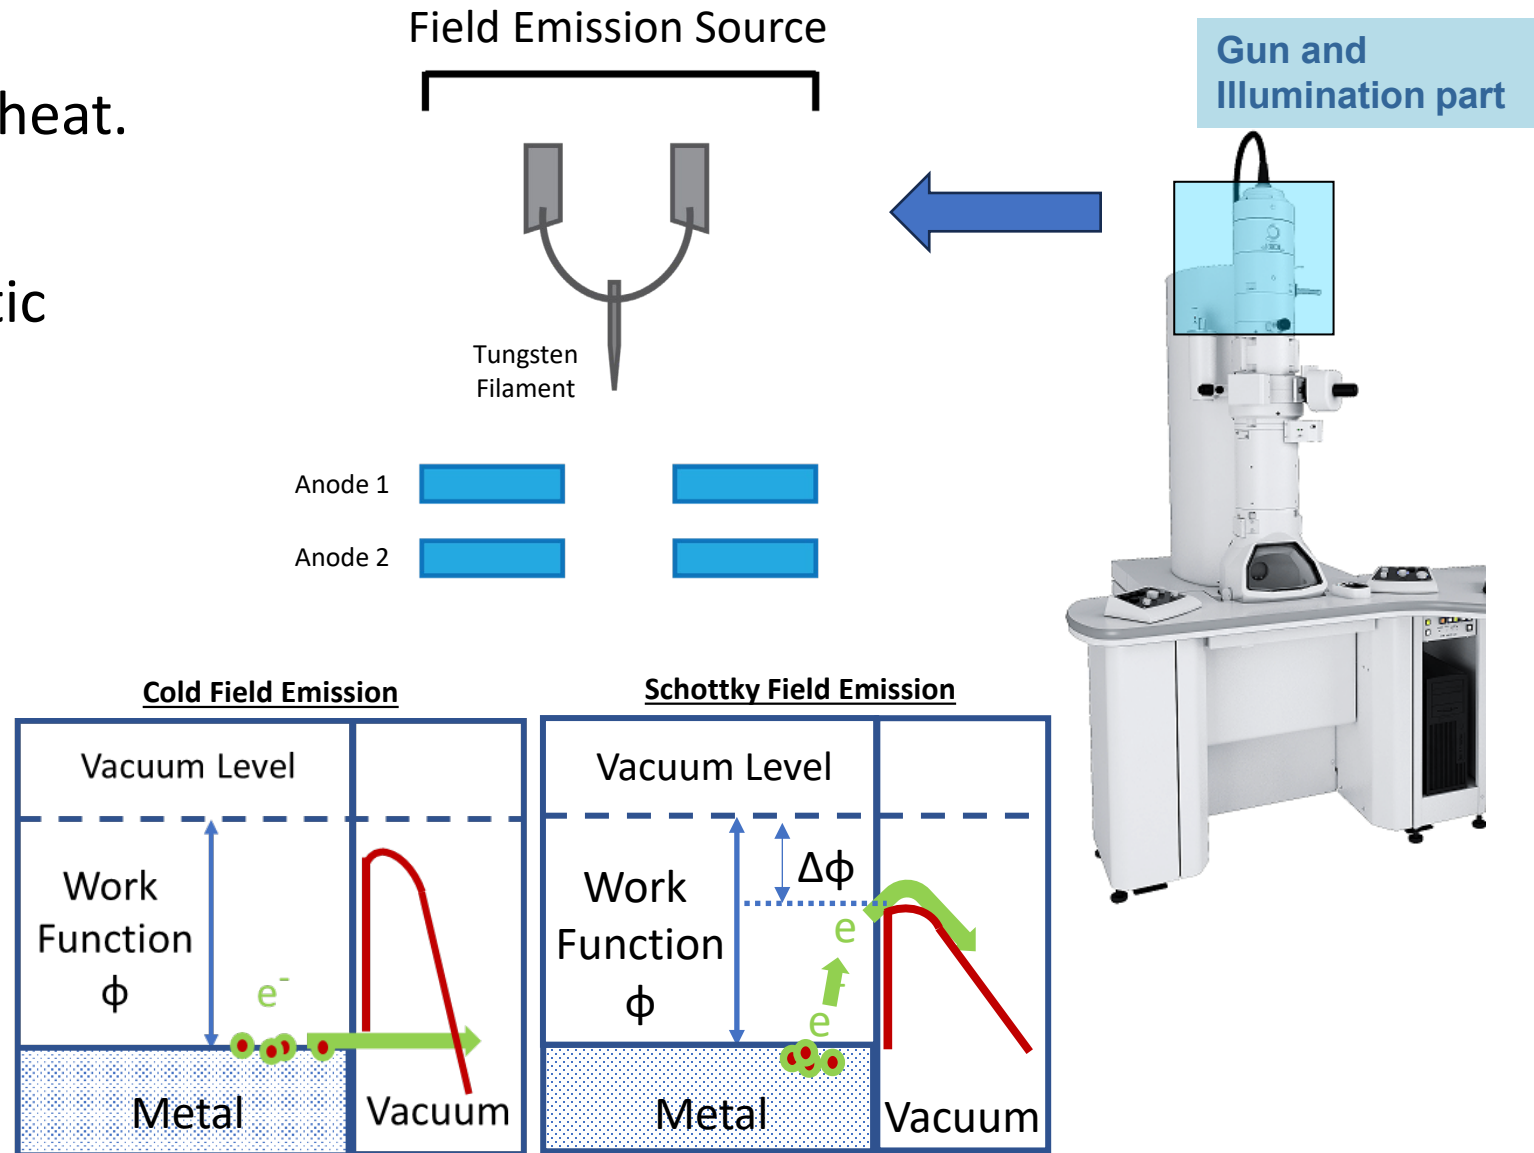 Field Emission Source
Gun and
Illumination part
heat.
tic
Tungsten
Filament
Anode 1
Anode 2
Cold Field Emission
Vacuum Level
Work
Function
ϕ
e-
Metal
Vacuum
Schottky Field Emission
Vacuum Level
Δϕ
Work
Function
ϕ
e
e-
Metal
Vacuum